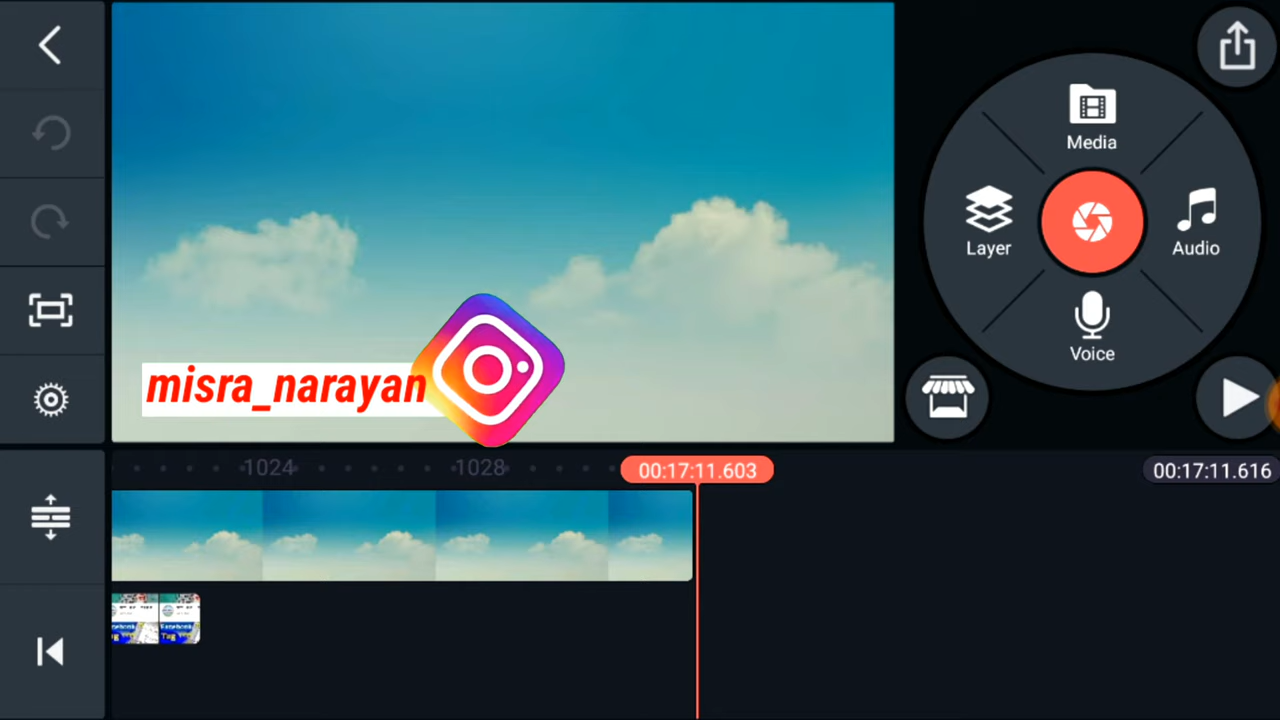 Media
Layer
Audio
Voice
misra_narayan
1024
1028
00:17:11.603
00:17:11.616